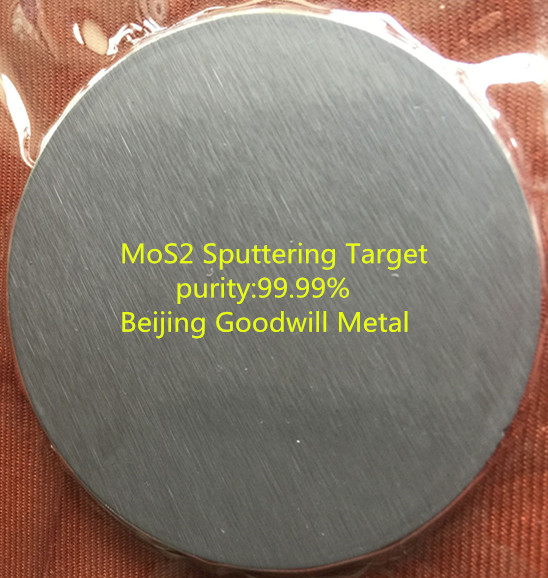 MoS2 Sputtering Target
purity:99.99%
Beijing Goodwill Metal